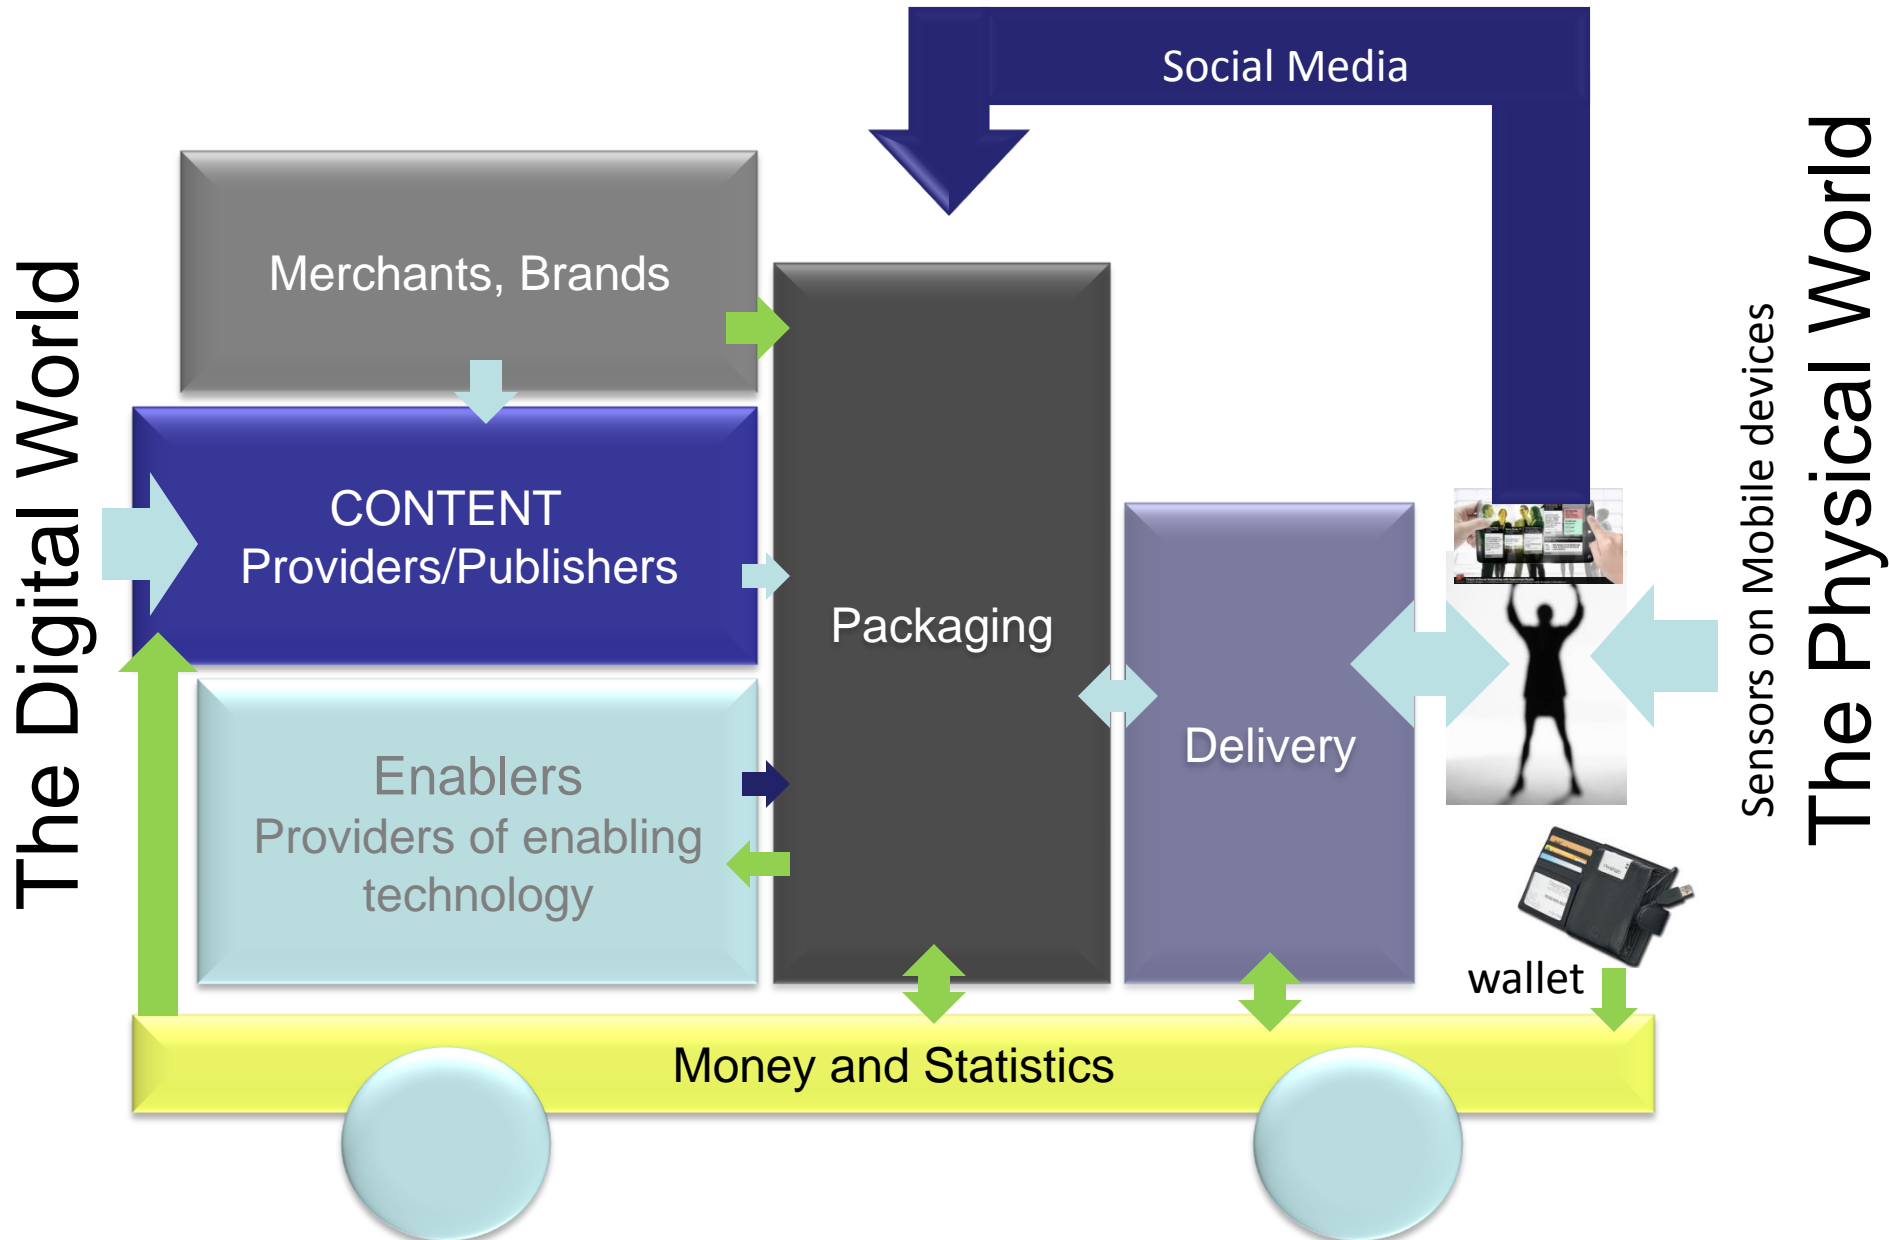 Social Media
The Digital World
Merchants, Brands
CONTENT
Providers/Publishers
Enablers
Providers of enabling
technology
Packaging
Delivery
Sensors on Mobile devices
The Physical World
wallet
Money and Statistics